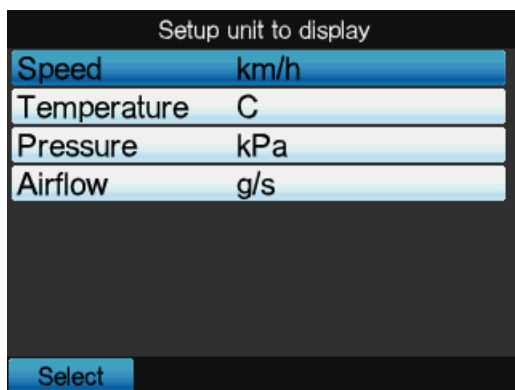 Setup unit to display
Speed km/h
Temperature C
Pressure kPa
Airflow g/s
Select